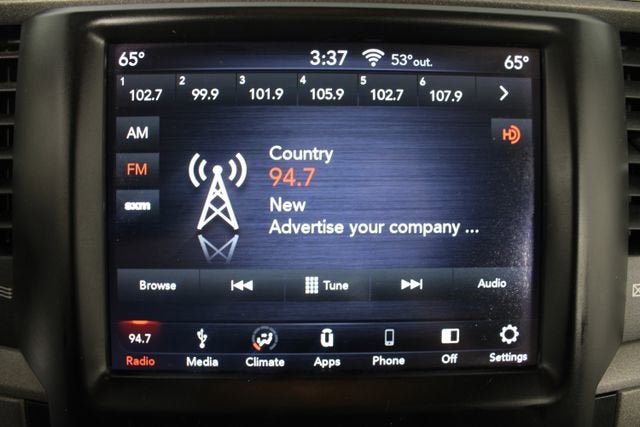 65° 3:37 53°out. 65°
1 102.7 2 99.9 3 101.9 4 105.9 5 102.7 6 107.9
AM
FM
sxm
HD
Country
94.7
New
Advertise your company ...
Browse Tune Audio
94.7
Radio Media Climate Apps Phone Off Settings